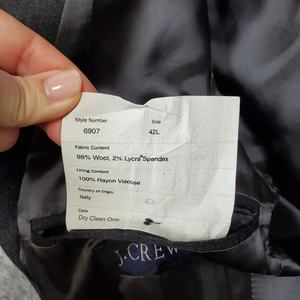 Style Number Size
6907 42L
Fabric Content
98% Wool, 2% Lycra Spandex
Lining Content
100% Rayon Viscose
Country of Origin
Italy
Care
Dry Clean Only
J.CREW